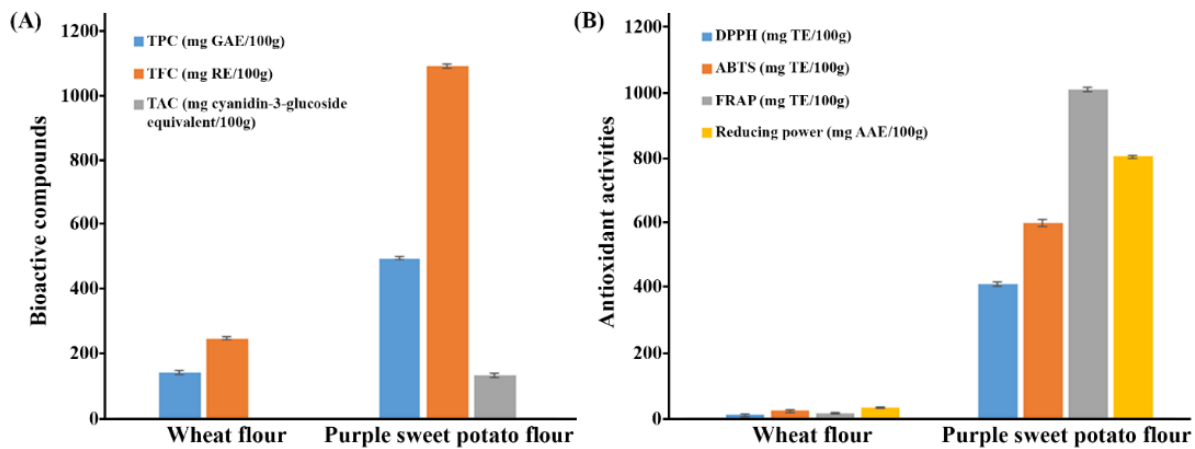 (A)
Bioactive compounds
1200
1000
800
600
400
200
0
TPC (mg GAE/100g)
TFC (mg RE/100g)
TAC (mg cyanidin-3-glucoside
equivalent/100g)
Wheat flour
Purple sweet potato flour
(B)
Antioxidant activities
1200
1000
800
600
400
200
0
DPPH (mg TE/100g)
ABTS (mg TE/100g)
FRAP (mg TE/100g)
Reducing power (mg AAE/100g)
Wheat flour
Purple sweet potato flour